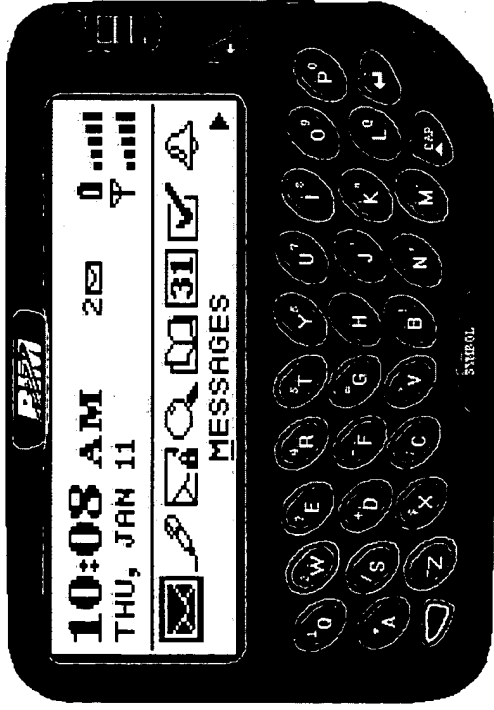 RIM
10:08 AM 2
THU, JAN 11
31
MESSAGES
Q W E R T Y U I O P
A S D F G H J K L
Z X C V B N M CAP
SYMBOL